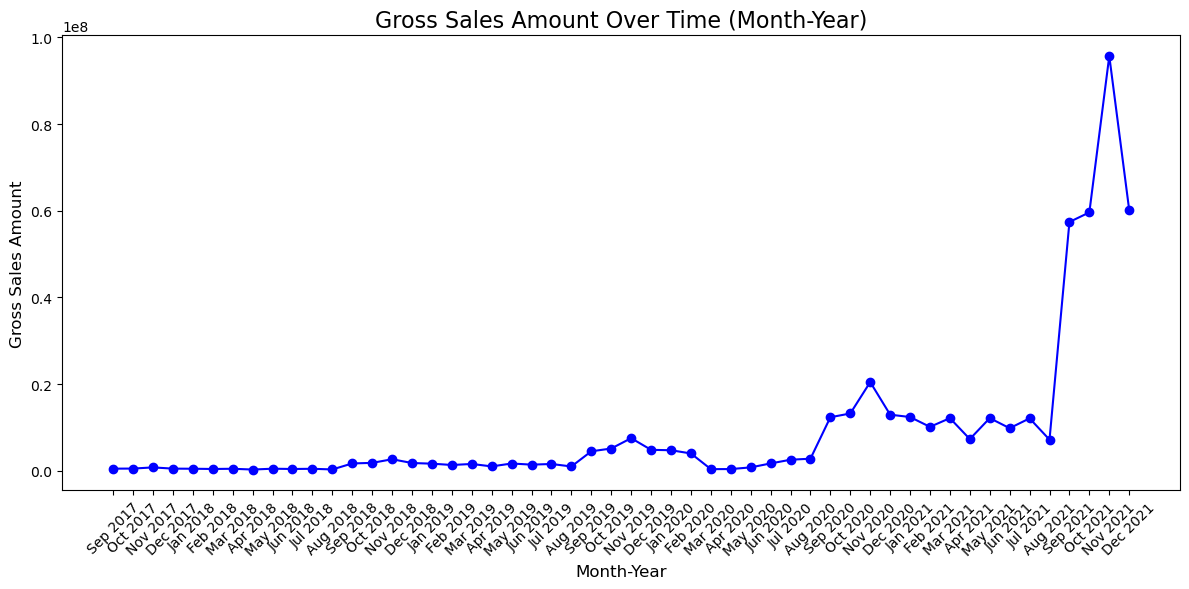 Gross Sales Amount Over Time (Month-Year)
1e8
1.0
0.8
0.6
0.4
0.2
0.0
Gross Sales Amount
Sep 2017
Oct 2017
Nov 2017
Dec 2017
Jan 2018
Feb 2018
Mar 2018
Apr 2018
May 2018
Jun 2018
Jul 2018
Aug 2018
Sep 2018
Oct 2018
Nov 2018
Dec 2018
Jan 2019
Feb 2019
Mar 2019
Apr 2019
May 2019
Jun 2019
Jul 2019
Aug 2019
Sep 2019
Oct 2019
Nov 2019
Dec 2019
Jan 2020
Feb 2020
Mar 2020
Apr 2020
May 2020
Jun 2020
Jul 2020
Aug 2020
Sep 2020
Oct 2020
Nov 2020
Dec 2020
Jan 2021
Feb 2021
Mar 2021
Apr 2021
May 2021
Jun 2021
Jul 2021
Aug 2021
Sep 2021
Oct 2021
Nov 2021
Dec 2021
Month-Year